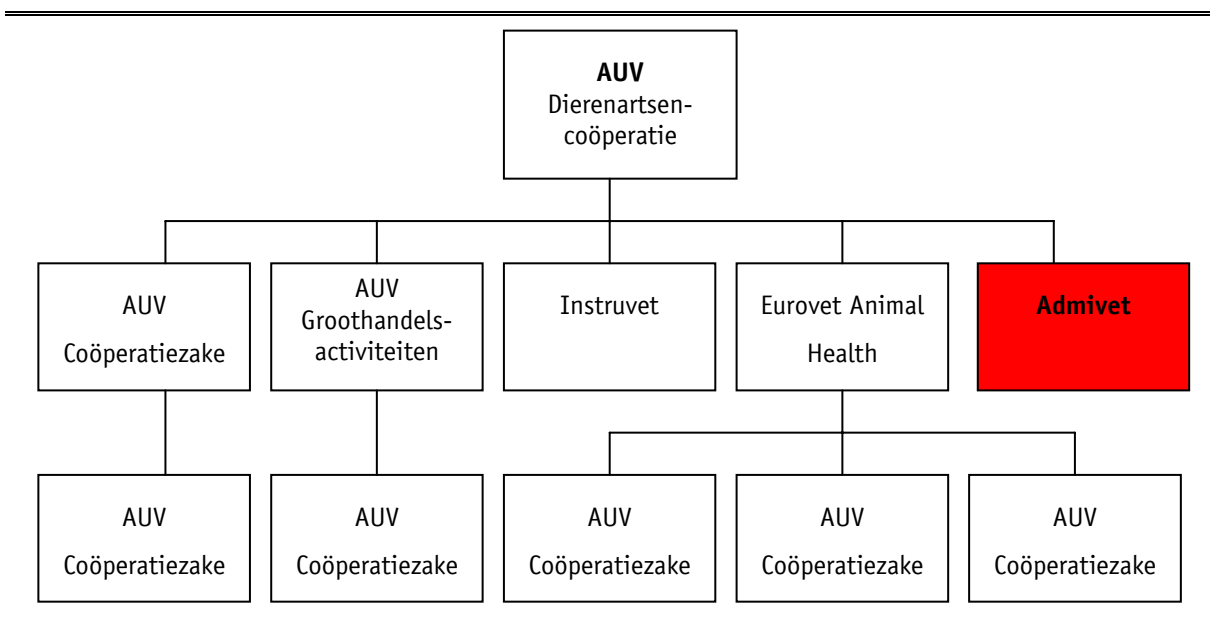 AUV
Dierenartsen-
coöperatie
AUV
Coöperatiezake
AUV
Groothandels-
activiteiten
Instruvet
Eurovet Animal
Health
Admivet
AUV
Coöperatiezake
AUV
Coöperatiezake
AUV
Coöperatiezake
AUV
Coöperatiezake
AUV
Coöperatiezake